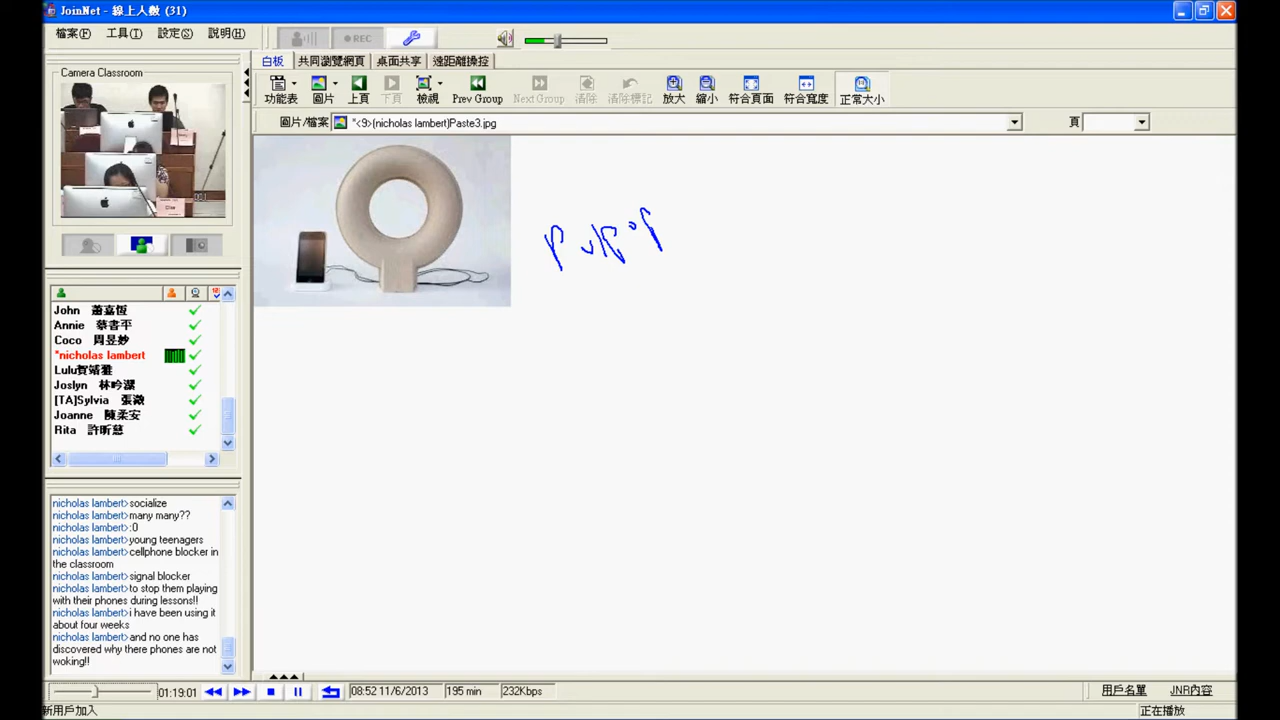 JoinNet - 線上人數 (31)
檔案(F) 工具(T) 設定(S) 說明(H)
REC
Camera Classroom
白板 共同瀏覽網頁 桌面共享 遠距離操控
功能表 圖片 上頁 下頁 檢視 Prev Group Next Group 清除 清除標記 放大 縮小 符合頁面 符合寬度 正常大小
圖片/檔案 *<9>(nicholas lambert)Paste3.jpg 頁
Pulpop
John 蕭嘉恆
Annie 蔡書平
Coco 周昱妙
*nicholas lambert
Lulu賀婧雅
Joslyn 林吟潔
[TA]Sylvia 張漪
Joanne 陳柔安
Rita 許昕慈
nicholas lambert>socialize
nicholas lambert>many many??
nicholas lambert>:0
nicholas lambert>young teenagers
nicholas lambert>cellphone blocker in
the classroom
nicholas lambert>signal blocker
nicholas lambert>to stop them playing
with their phones during lessons!!
nicholas lambert>i have been using it
about four weeks
nicholas lambert>and no one has
discovered why there phones are not
woking!!
01:19:01 08:52 11/6/2013 195 min 232Kbps 用戶名單 JNR內容
新用戶加入 正在播放